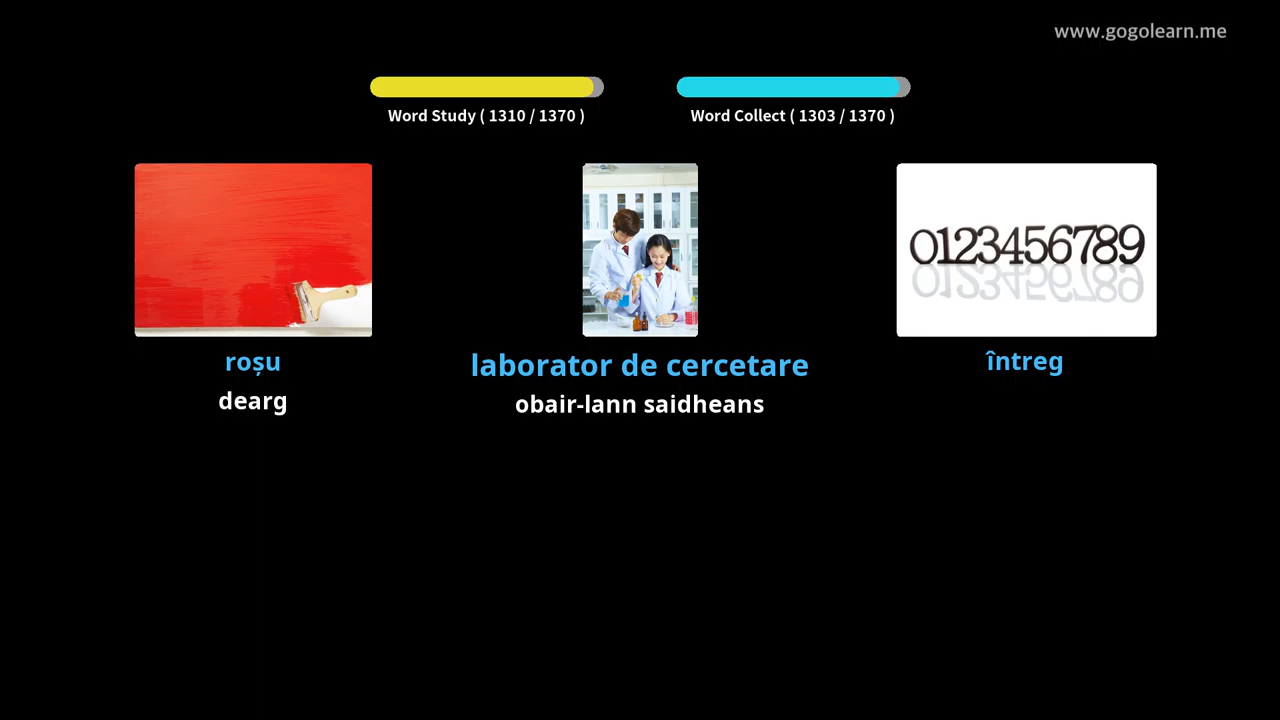 www.gogolearn.me
Word Study ( 1310 / 1370 )
Word Collect ( 1303 / 1370 )
0123456789
roșu
laborator de cercetare
întreg
dearg
obair-lann saidheans